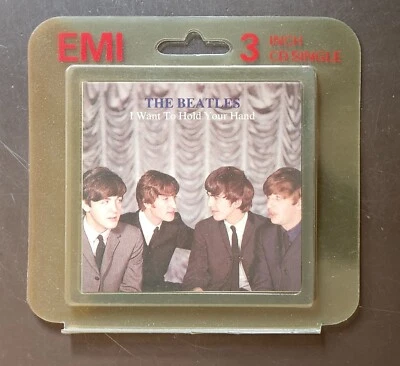 EMI
3 INCH
CD SINGLE
THE BEATLES
I Want To Hold Your Hand